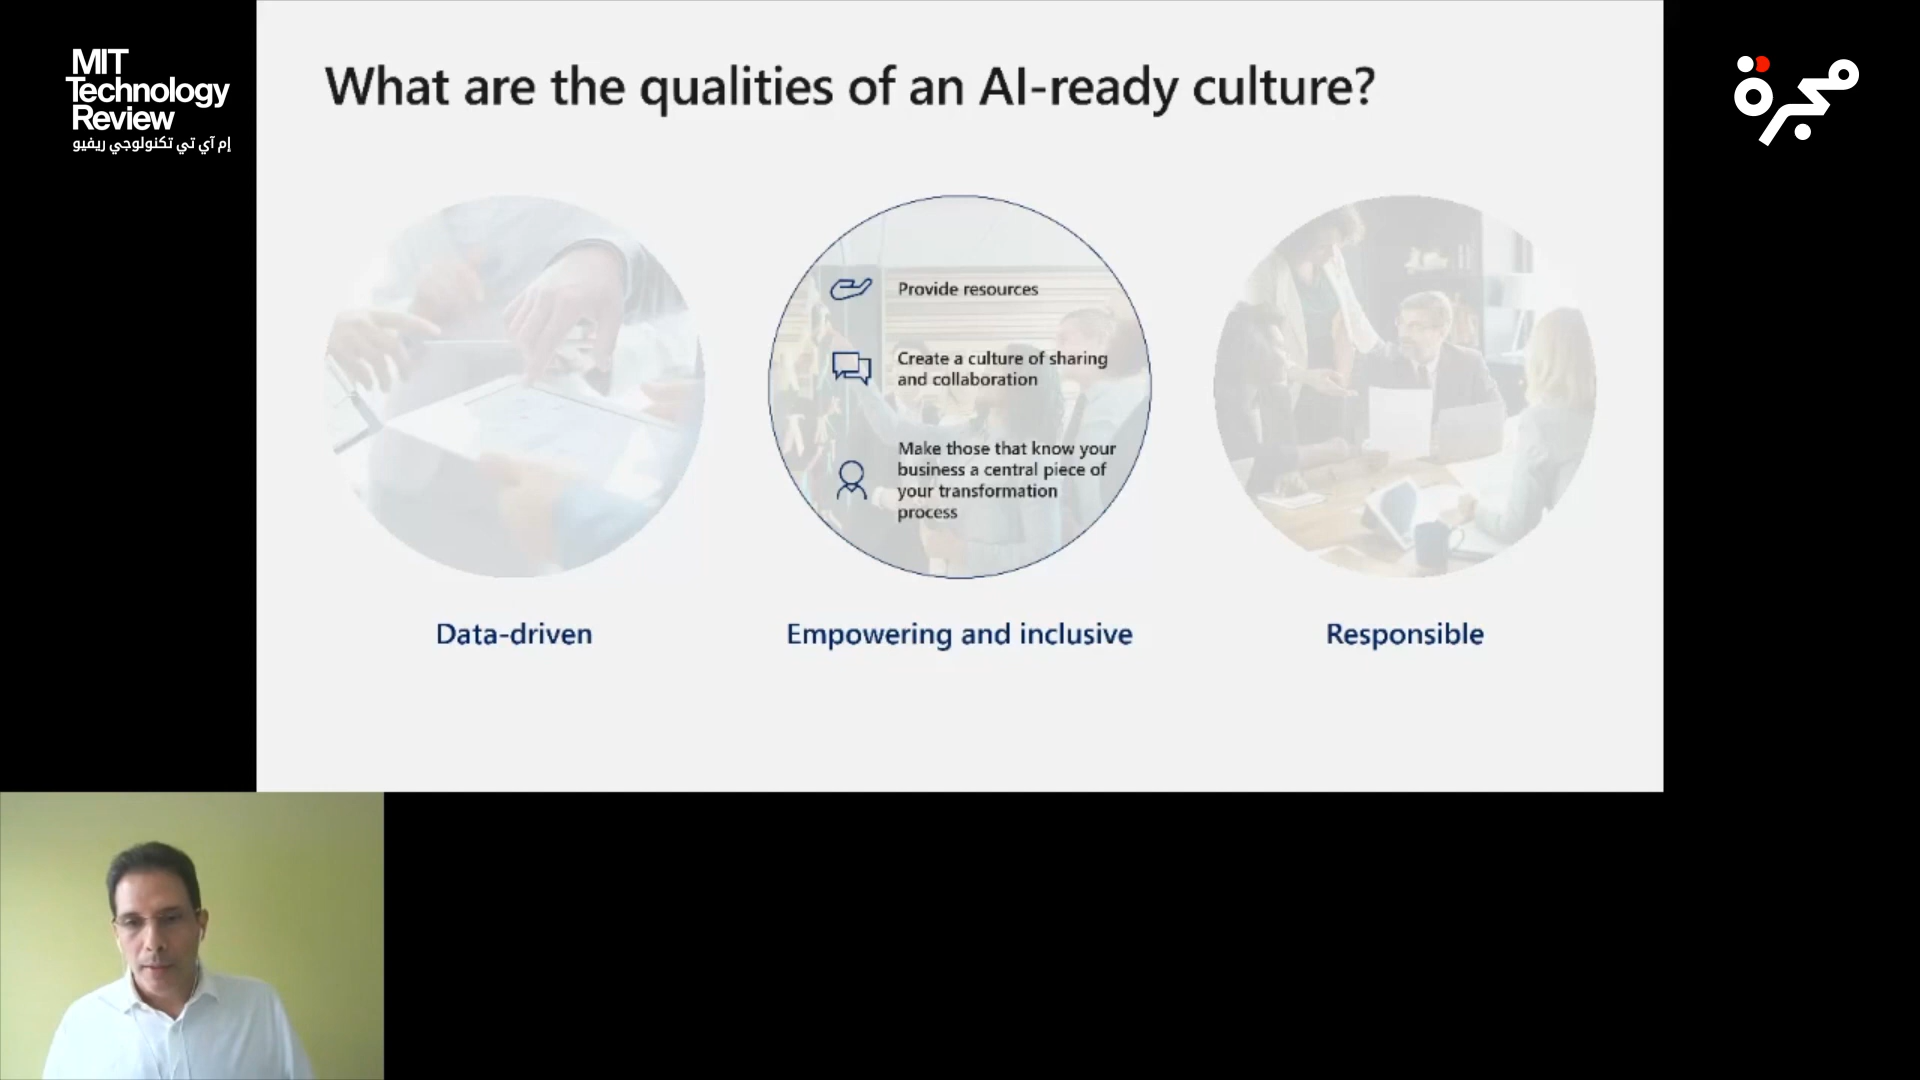 MIT
Technology
Review
إم آي تي تكنولوجي ريفيو
What are the qualities of an AI-ready culture?
مجرة
Provide resources
Create a culture of sharing
and collaboration
Make those that know your
business a central piece of
your transformation
process
Data-driven
Empowering and inclusive
Responsible